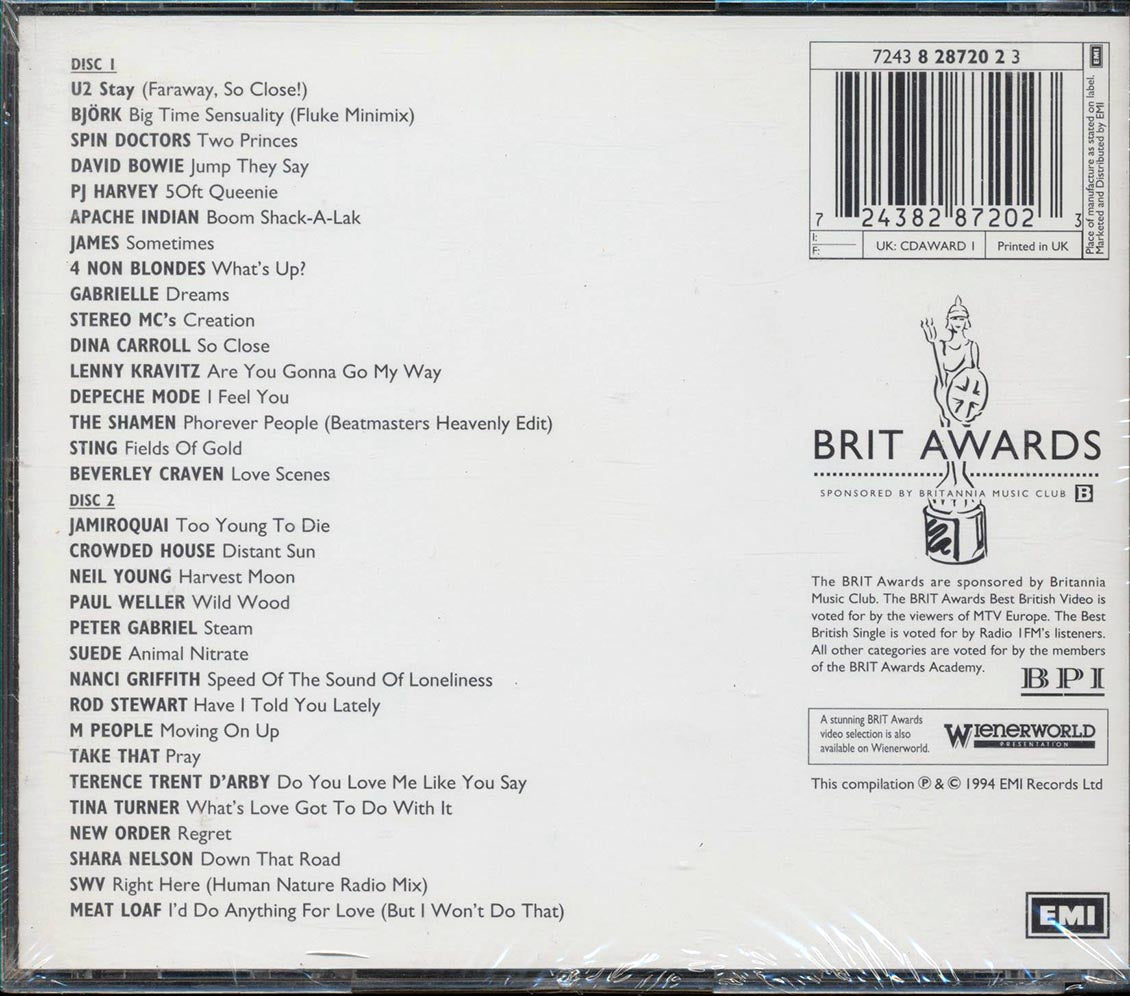 DISC 1
U2 Stay (Faraway, So Close!)
BJÖRK Big Time Sensuality (Fluke Minimix)
SPIN DOCTORS Two Princes
DAVID BOWIE Jump They Say
PJ HARVEY 50ft Queenie
APACHE INDIAN Boom Shack-A-Lak
JAMES Sometimes
4 NON BLONDES What's Up?
GABRIELLE Dreams
STEREO MC's Creation
DINA CARROLL So Close
LENNY KRAVITZ Are You Gonna Go My Way
DEPECHE MODE I Feel You
THE SHAMEN Phorever People (Beatmasters Heavenly Edit)
STING Fields Of Gold
BEVERLEY CRAVEN Love Scenes
DISC 2
JAMIROQUAI Too Young To Die
CROWDED HOUSE Distant Sun
NEIL YOUNG Harvest Moon
PAUL WELLER Wild Wood
PETER GABRIEL Steam
SUEDE Animal Nitrate
NANCI GRIFFITH Speed Of The Sound Of Loneliness
ROD STEWART Have I Told You Lately
M PEOPLE Moving On Up
TAKE THAT Pray
TERENCE TRENT D'ARBY Do You Love Me Like You Say
TINA TURNER What's Love Got To Do With It
NEW ORDER Regret
SHARA NELSON Down That Road
SWV Right Here (Human Nature Radio Mix)
MEAT LOAF I'd Do Anything For Love (But I Won't Do That)
7243 8 28720 2 3
7 24382 87202 3
I:
F:
UK: CDAWARD 1
Printed in UK
EMI
Place of manufacture as stated on label.
Marketed and Distributed by EMI
BRIT AWARDS
SPONSORED BY BRITANNIA MUSIC CLUB B
The BRIT Awards are sponsored by Britannia
Music Club. The BRIT Awards Best British Video is
voted for by the viewers of MTV Europe. The Best
British Single is voted for by Radio 1FM's listeners.
All other categories are voted for by the members
of the BRIT Awards Academy.
BPI
A stunning BRIT Awards
video selection is also
available on Wienerworld.
WIENERWORLD
PRESENTATION
This compilation ℗ & © 1994 EMI Records Ltd
EMI